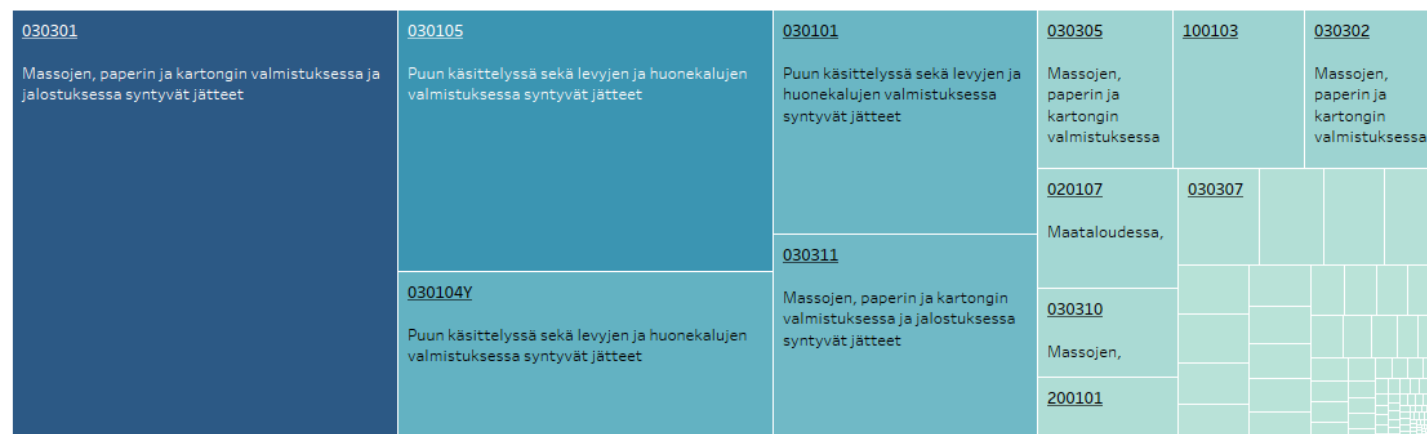 030301
Massojen, paperin ja kartongin valmistuksessa ja
jalostuksessa syntyvät jätteet
030105
Puun käsittelyssä sekä levyjen ja huonekalujen
valmistuksessa syntyvät jätteet
030104Y
Puun käsittelyssä sekä levyjen ja huonekalujen
valmistuksessa syntyvät jätteet
030101
Puun käsittelyssä sekä levyjen ja
huonekalujen valmistuksessa
syntyvät jätteet
030311
Massojen, paperin ja kartongin
valmistuksessa ja jalostuksessa
syntyvät jätteet
030305
Massojen,
paperin ja
kartongin
valmistuksessa
100103
030302
Massojen,
paperin ja
kartongin
valmistuksessa
020107
Maataloudessa,
030307
030310
Massojen,
200101